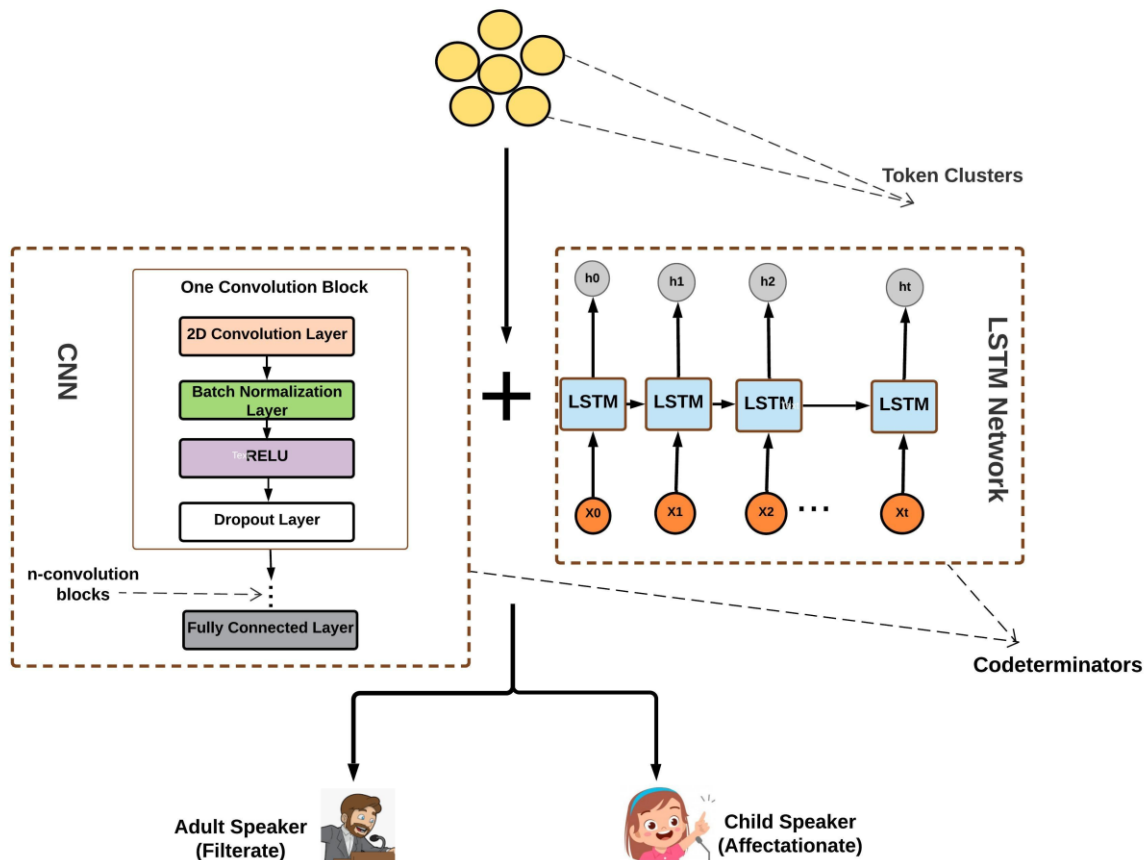 Token Clusters
One Convolution Block
2D Convolution Layer
Batch Normalization
Layer
Text
RELU
Dropout Layer
n-convolution
blocks
Fully Connected Layer
CNN
h0
h1
h2
ht
LSTM
LSTM
LSTM
LSTM
X0
X1
X2
...
Xt
LSTM Network
Codeterminators
Adult Speaker
(Filterate)
Child Speaker
(Affectationate)